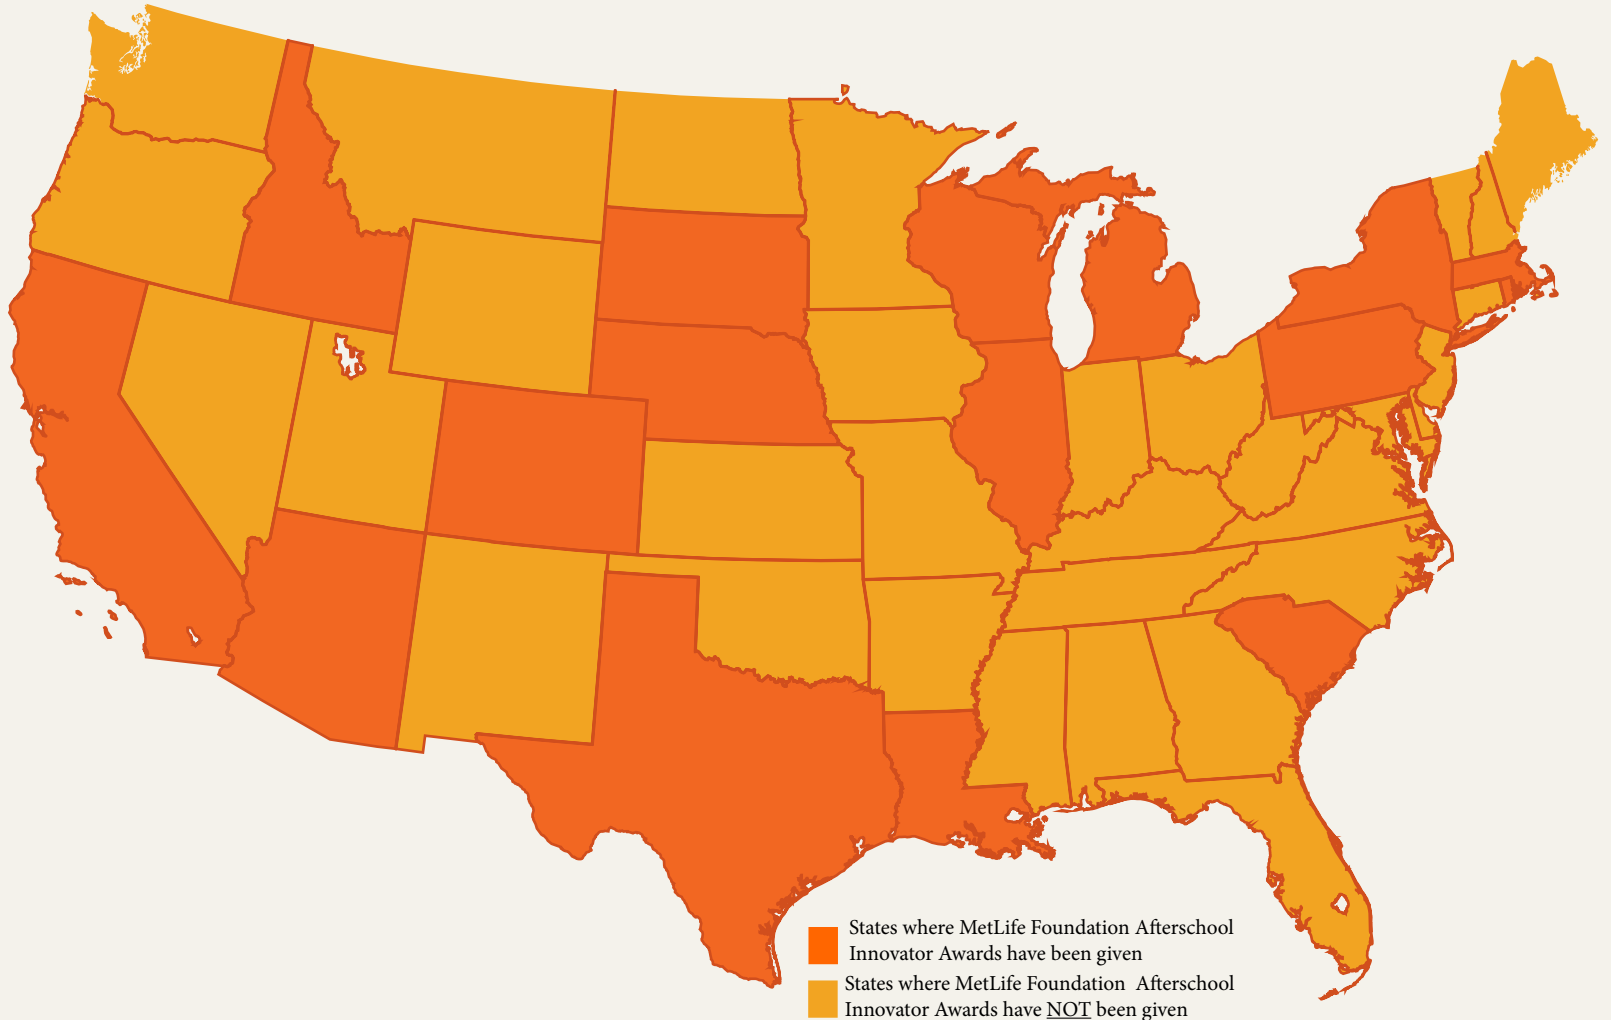 States where MetLife Foundation Afterschool
Innovator Awards have been given
States where MetLife Foundation Afterschool
Innovator Awards have NOT been given